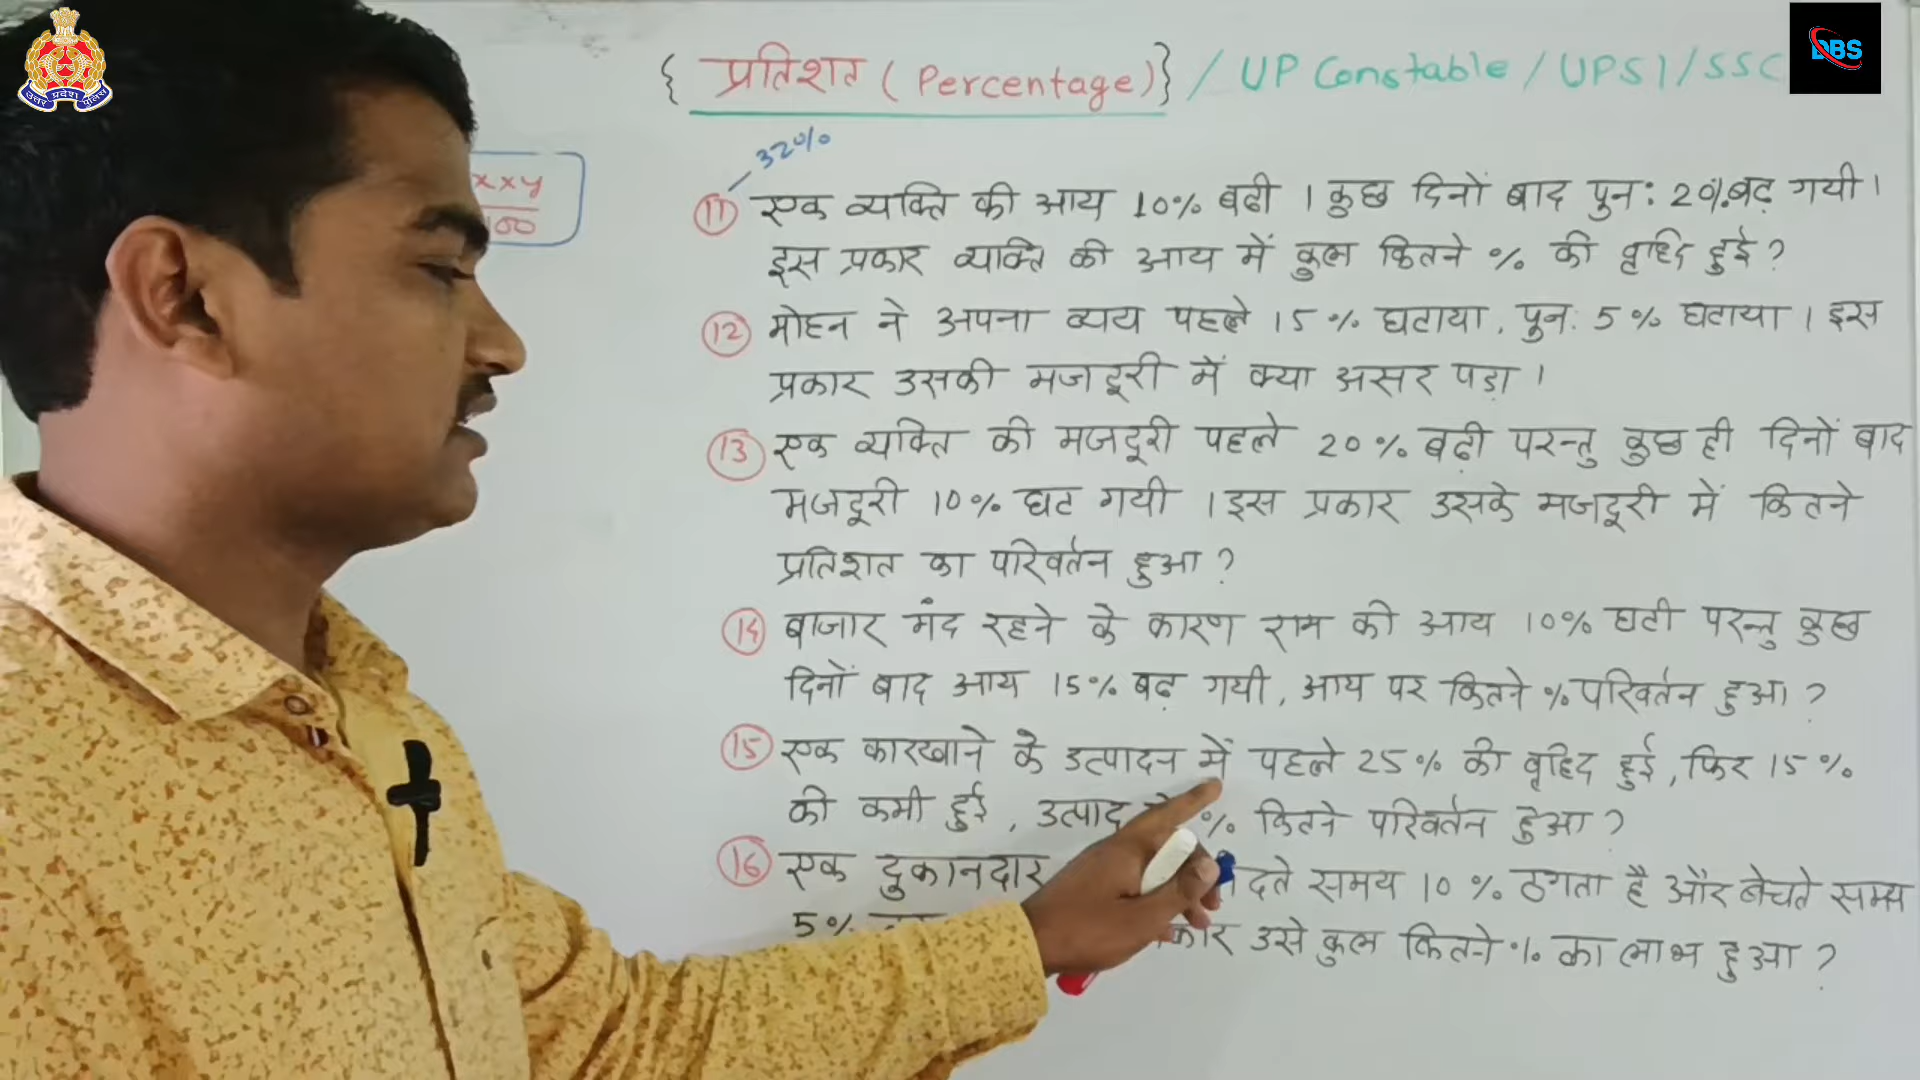 उत्तर प्रदेश पुलिस
DBS
{ प्रतिशत ( Percentage ) } / UP Constable / UPSI / SSC
32%
x×y
100
(11) एक व्यक्ति की आय 10% बढी । कुछ दिनों बाद पुन: 20% बढ़ गयी ।
इस प्रकार व्यक्ति की आय में कुल कितने % की वृद्धि हुई ?
(12) मोहन ने अपना व्यय पहले 15% घटाया, पुन: 5% घटाया । इस
प्रकार उसकी मजदूरी में क्या असर पड़ा ।
(13) एक व्यक्ति की मजदूरी पहले 20% बढ़ी परन्तु कुछ ही दिनों बाद
मजदूरी 10% घट गयी । इस प्रकार उसके मजदूरी में कितने
प्रतिशत का परिवर्तन हुआ ?
(14) बाजार मंद रहने के कारण राम की आय 10% घटी परन्तु कुछ
दिनों बाद आय 15% बढ़ गयी, आय पर कितने % परिवर्तन हुआ ?
(15) एक कारखाने के उत्पादन में पहले 25% की वृद्धि हुई, फिर 15%
की कमी हुई, % कितने परिवर्तन हुआ ?
(16) एक दुकानदार समय 10% ठगता है और बेचते समय
5% उसे कुल कितने % का लाभ हुआ ?